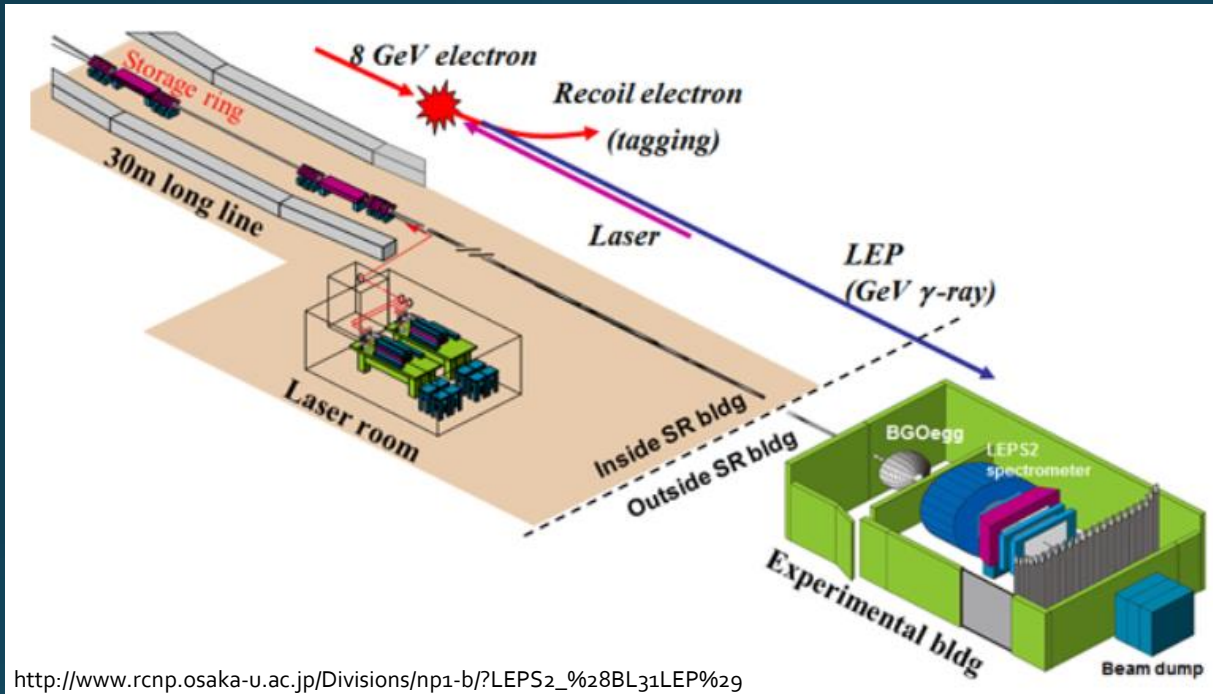 8 GeV electron
Storage ring
Recoil electron
(tagging)
30m long line
Laser
LEP
(GeV γ-ray)
Laser room
Inside SR bldg
Outside SR bldg
BGOegg
LEPS2
spectrometer
Experimental bldg
Beam dump
http://www.rcnp.osaka-u.ac.jp/Divisions/np1-b/?LEPS2_%28BL31LEP%29